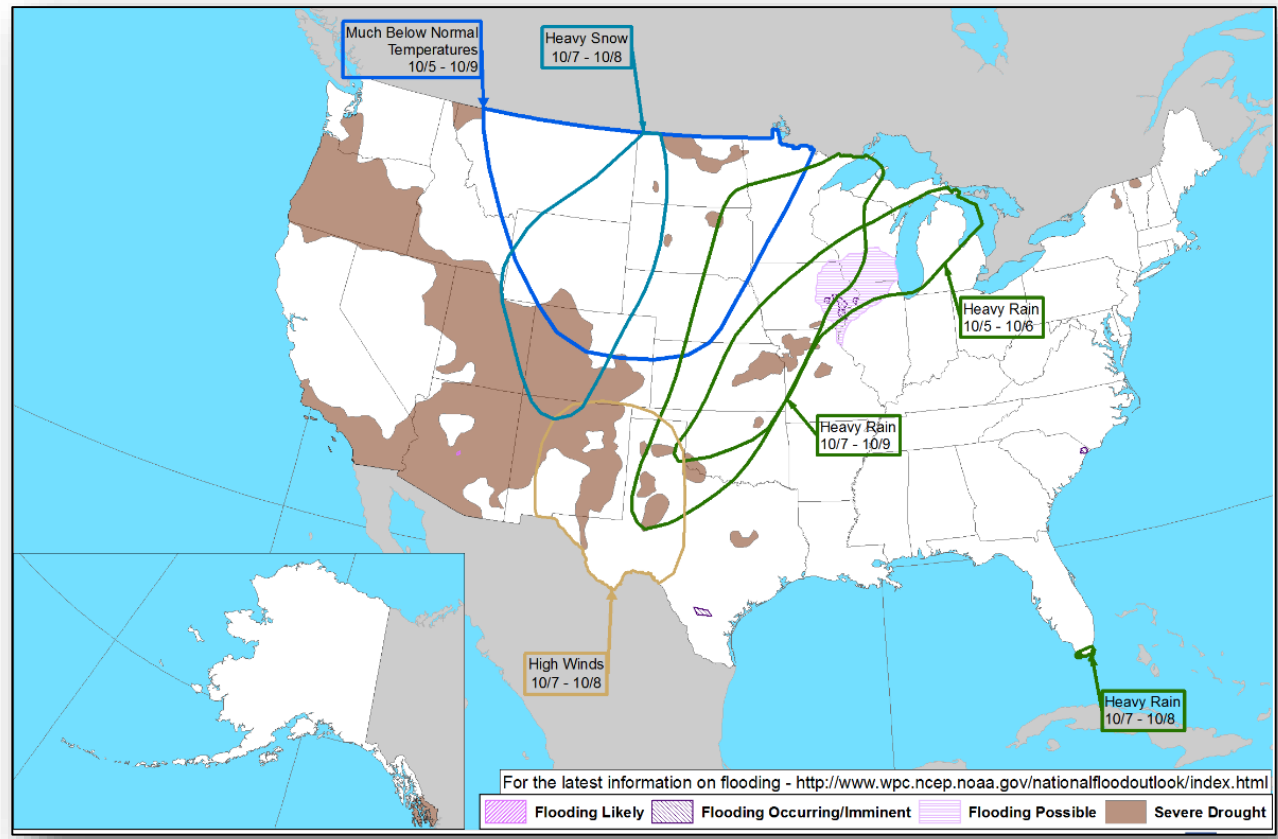 Much Below Normal
Temperatures
10/5 - 10/9
Heavy Snow
10/7 - 10/8
Heavy Rain
10/5 - 10/6
Heavy Rain
10/7 - 10/9
High Winds
10/7 - 10/8
Heavy Rain
10/7 - 10/8
For the latest information on flooding - http://www.wpc.ncep.noaa.gov/nationalfloodoutlook/index.html
Flooding Likely
Flooding Occurring/Imminent
Flooding Possible
Severe Drought